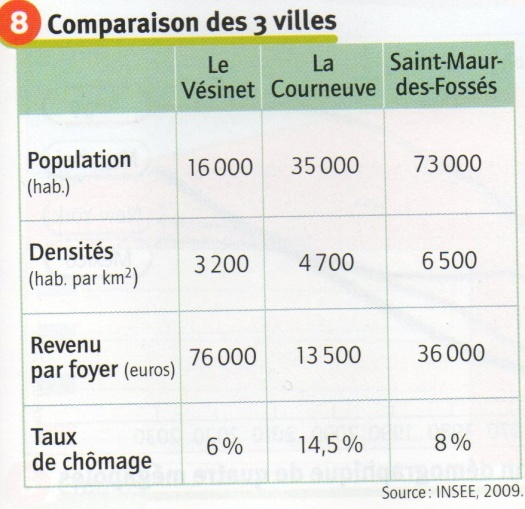 8 Comparaison des 3 villes
Le Vésinet La Courneuve Saint-Maur-des-Fossés
Population (hab.) 16 000 35 000 73 000
Densités (hab. par km²) 3 200 4 700 6 500
Revenu par foyer (euros) 76 000 13 500 36 000
Taux de chômage 6 % 14,5 % 8 %
Source : INSEE, 2009.